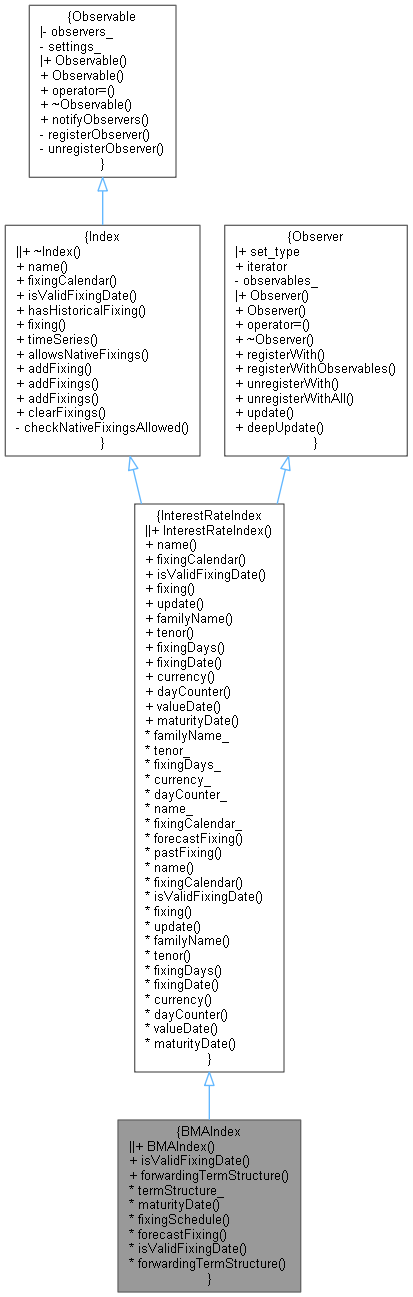 {Observable
|- observers_
- settings_
|+ Observable()
+ Observable()
+ operator=()
+ ~Observable()
+ notifyObservers()
- registerObserver()
- unregisterObserver()
}
{Index
||+ ~Index()
+ name()
+ fixingCalendar()
+ isValidFixingDate()
+ hasHistoricalFixing()
+ fixing()
+ timeSeries()
+ allowsNativeFixings()
+ addFixing()
+ addFixings()
+ addFixings()
+ clearFixings()
- checkNativeFixingsAllowed()
}
{Observer
|+ set_type
+ iterator
- observables_
|+ Observer()
+ Observer()
+ operator=()
+ ~Observer()
+ registerWith()
+ registerWithObservables()
+ unregisterWith()
+ unregisterWithAll()
+ update()
+ deepUpdate()
}
{InterestRateIndex
||+ InterestRateIndex()
+ name()
+ fixingCalendar()
+ isValidFixingDate()
+ fixing()
+ update()
+ familyName()
+ tenor()
+ fixingDays()
+ fixingDate()
+ currency()
+ dayCounter()
+ valueDate()
+ maturityDate()
* familyName_
* tenor_
* fixingDays_
* currency_
* dayCounter_
* name_
* fixingCalendar_
* forecastFixing()
* pastFixing()
* name()
* fixingCalendar()
* isValidFixingDate()
* fixing()
* update()
* familyName()
* tenor()
* fixingDays()
* fixingDate()
* currency()
* dayCounter()
* valueDate()
* maturityDate()
}
{BMAIndex
||+ BMAIndex()
+ isValidFixingDate()
+ forwardingTermStructure()
* termStructure_
* maturityDate()
* fixingSchedule()
* forecastFixing()
* isValidFixingDate()
* forwardingTermStructure()
}